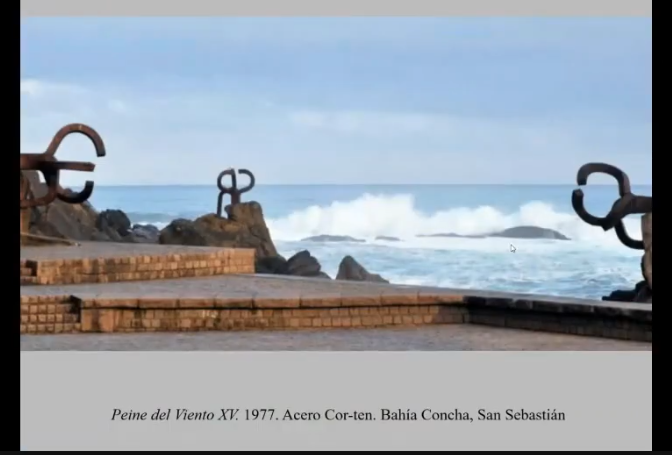 Peine del Viento XV. 1977. Acero Cor-ten. Bahía Concha, San Sebastián